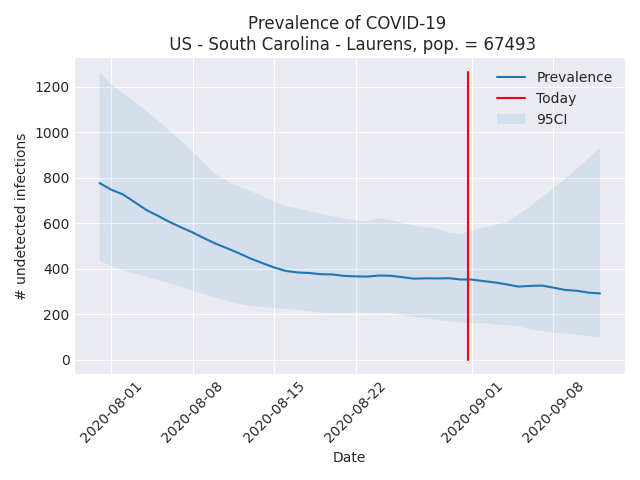 Prevalence of COVID-19
US - South Carolina - Laurens, pop. = 67493
Prevalence
Today
95CI
# undetected infections
1200
1000
800
600
400
200
0
2020-08-01
2020-08-08
2020-08-15
2020-08-22
2020-09-01
2020-09-08
Date